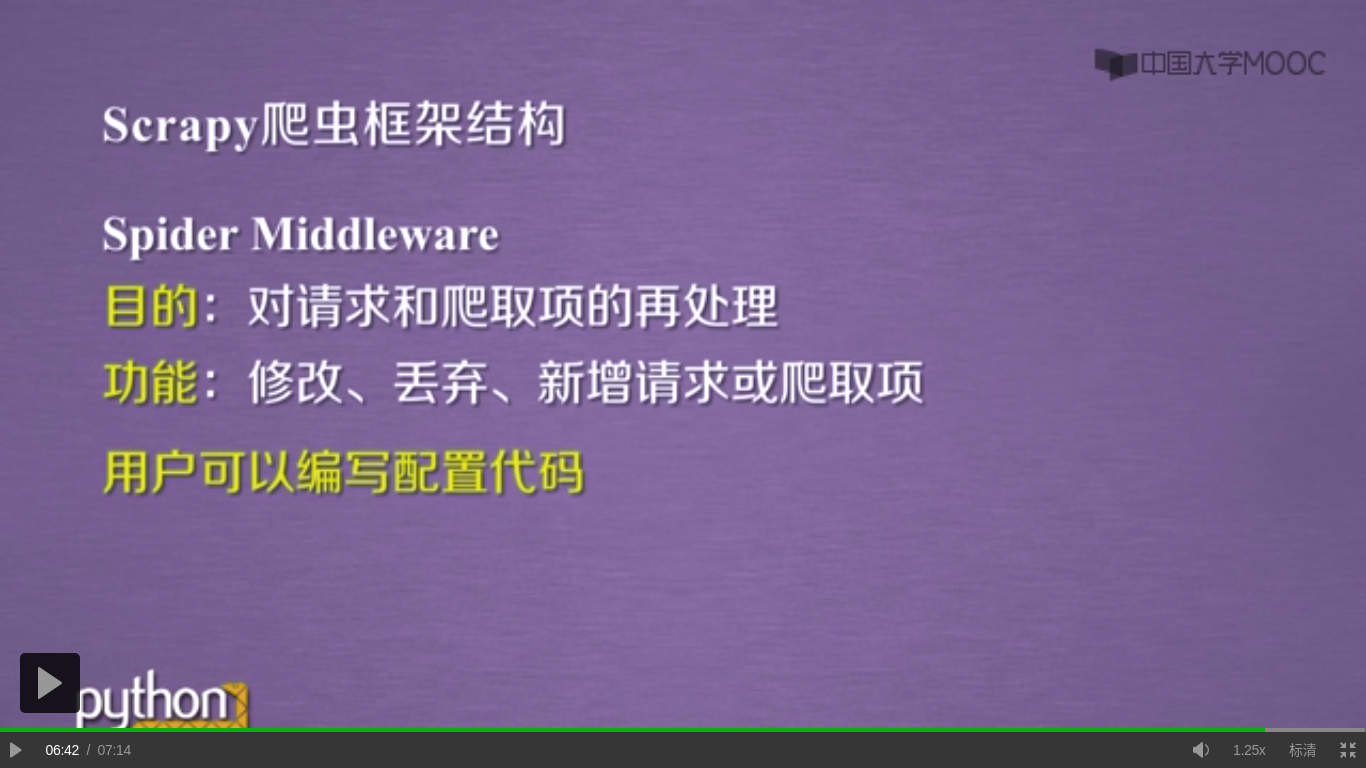 中国大学MOOC
Scrapy爬虫框架结构
Spider Middleware
目的：对请求和爬取项的再处理
功能：修改、丢弃、新增请求或爬取项
用户可以编写配置代码
python
06:42 / 07:14
1.25x
标清